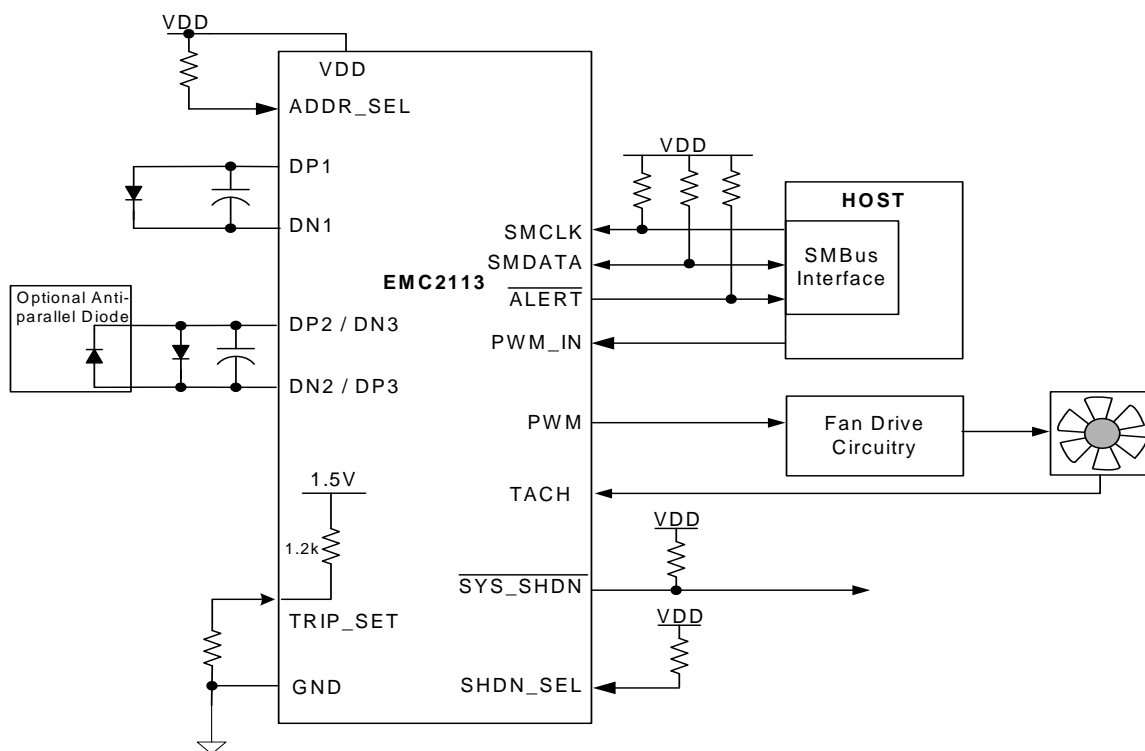 VDD
VDD
ADDR_SEL
DP1
DN1
Optional Anti-
parallel Diode
DP2 / DN3
DN2 / DP3
1.5V
1.2k
TRIP_SET
GND
EMC2113
VDD
SMCLK
SMDATA
ALERT
PWM_IN
PWM
TACH
SYS_SHDN
SHDN_SEL
HOST
SMBus
Interface
Fan Drive
Circuitry
VDD
VDD